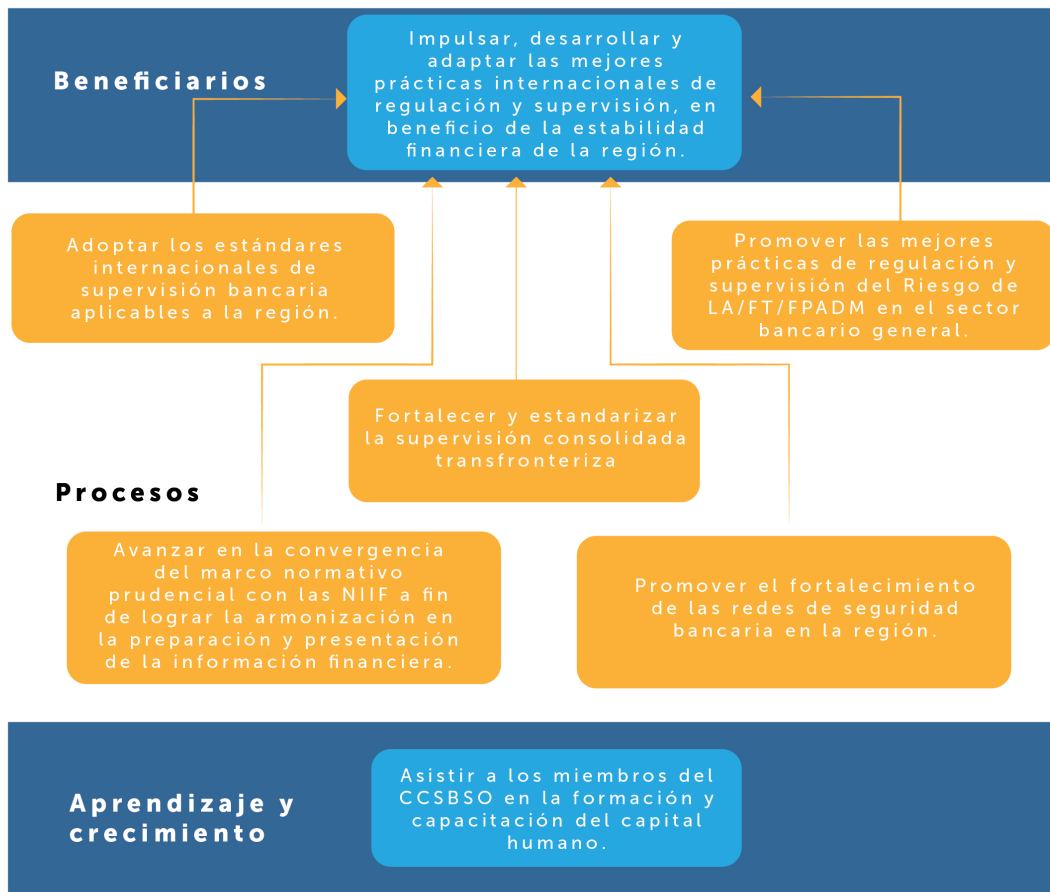 Beneficiarios
Impulsar, desarrollar y
adaptar las mejores
prácticas internacionales de
regulación y supervisión, en
beneficio de la estabilidad
financiera de la región.
Adoptar los estándares
internacionales de
supervisión bancaria
aplicables a la región.
Promover las mejores
prácticas de regulación y
supervisión del Riesgo de
LA/FT/FPADM en el sector
bancario general.
Fortalecer y estandarizar
la supervisión consolidada
transfronteriza
Procesos
Avanzar en la convergencia
del marco normativo
prudencial con las NIIF a fin
de lograr la armonización en
la preparación y presentación
de la información financiera.
Promover el fortalecimiento
de las redes de seguridad
bancaria en la región.
Aprendizaje y
crecimiento
Asistir a los miembros del
CCSBSO en la formación y
capacitación del capital
humano.